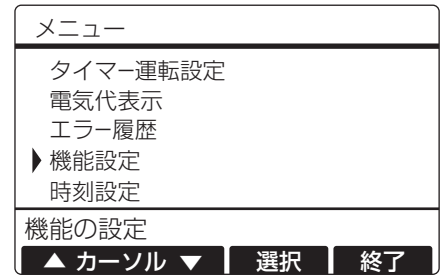 メニュー
タイマー運転設定
電気代表示
エラー履歴
機能設定
時刻設定
機能の設定
▲ カーソル ▼ 選択 終了